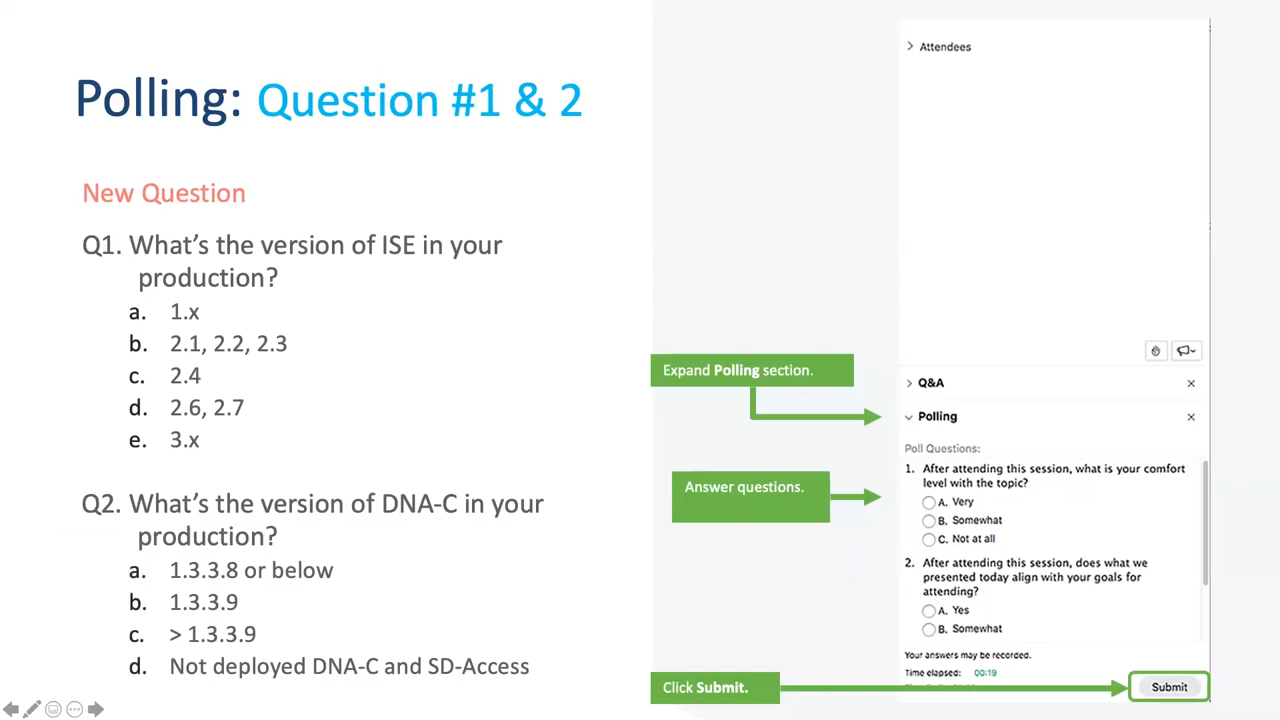 Polling: Question #1 & 2
New Question
Q1. What's the version of ISE in your
production?
a. 1.x
b. 2.1, 2.2, 2.3
c. 2.4
d. 2.6, 2.7
e. 3.x
Q2. What's the version of DNA-C in your
production?
a. 1.3.3.8 or below
b. 1.3.3.9
c. > 1.3.3.9
d. Not deployed DNA-C and SD-Access
Attendees
Expand Polling section.
Q&A
Polling
Poll Questions:
1. After attending this session, what is your comfort
level with the topic?
Answer questions.
A. Very
B. Somewhat
C. Not at all
2. After attending this session, does what we
presented today align with your goals for
attending?
A. Yes
B. Somewhat
Your answers may be recorded.
Time elapsed: 00:19
Click Submit.
Submit